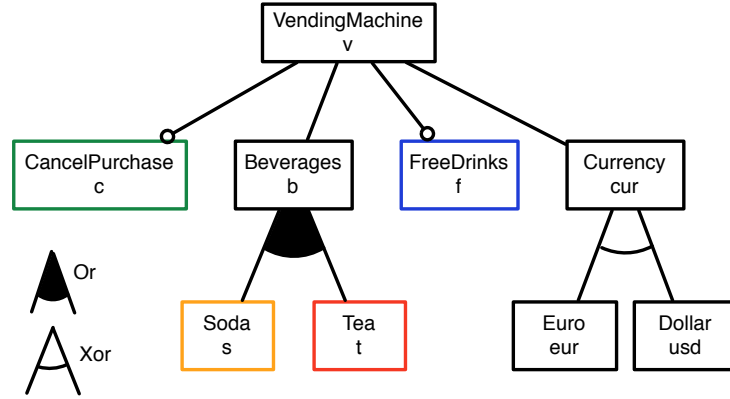 VendingMachine
v
CancelPurchase
c
Beverages
b
FreeDrinks
f
Currency
cur
Or
Xor
Soda
s
Tea
t
Euro
eur
Dollar
usd